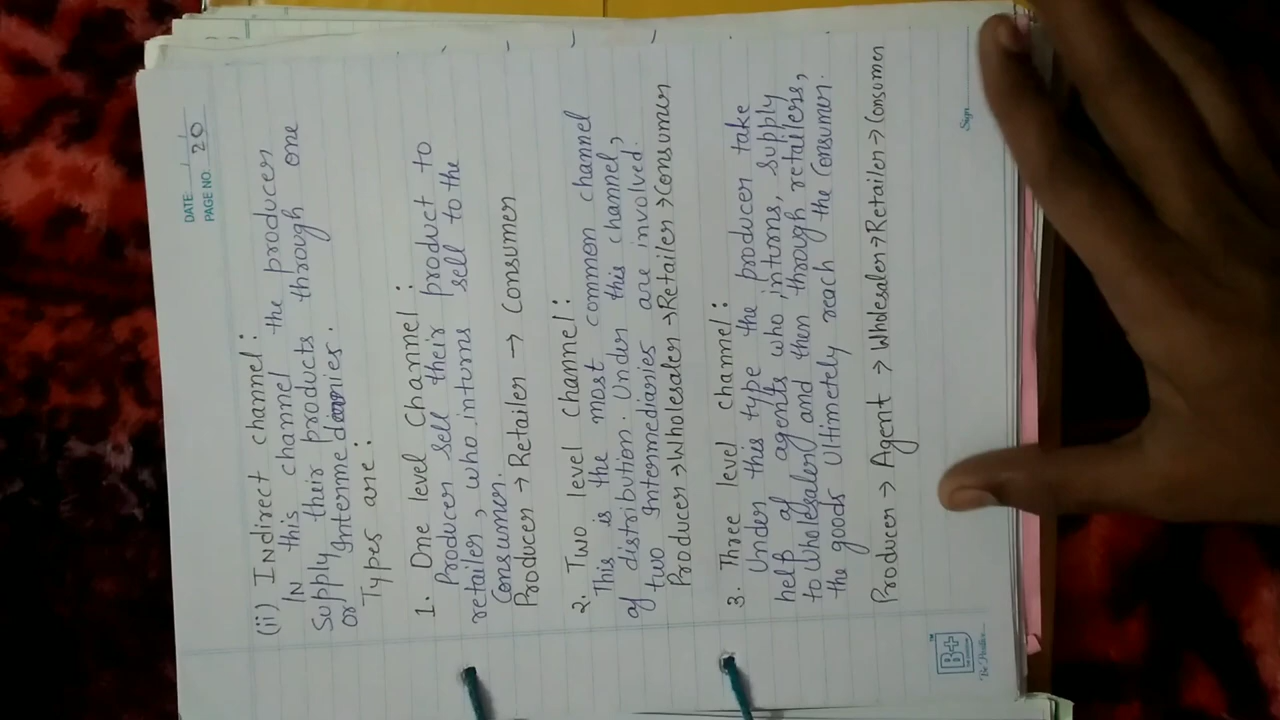 DATE / /
PAGE NO. 20
(ii) Indirect channel :
In this channel the producer
Supply their products through one
or Interme daries.
Types are :
1. One level Channel :
Producer sell their product to
retailer, who inturns sell to the
Consumer.
Producer → Retailer → Consumer
2. Two level channel :
This is the most common channel
of distribution. Under this channel,
two Intermediaries are involved.
Producer → Wholesaler → Retailer → Consumer
3. Three level channel :
Under this type the producer take
help of agents who, inturns, supply
to wholesaler and then through retailers,
the goods ultimetely reach the Consumer.
Producer → Agent → Wholesaler → Retailer → Consumer
Sign
B+